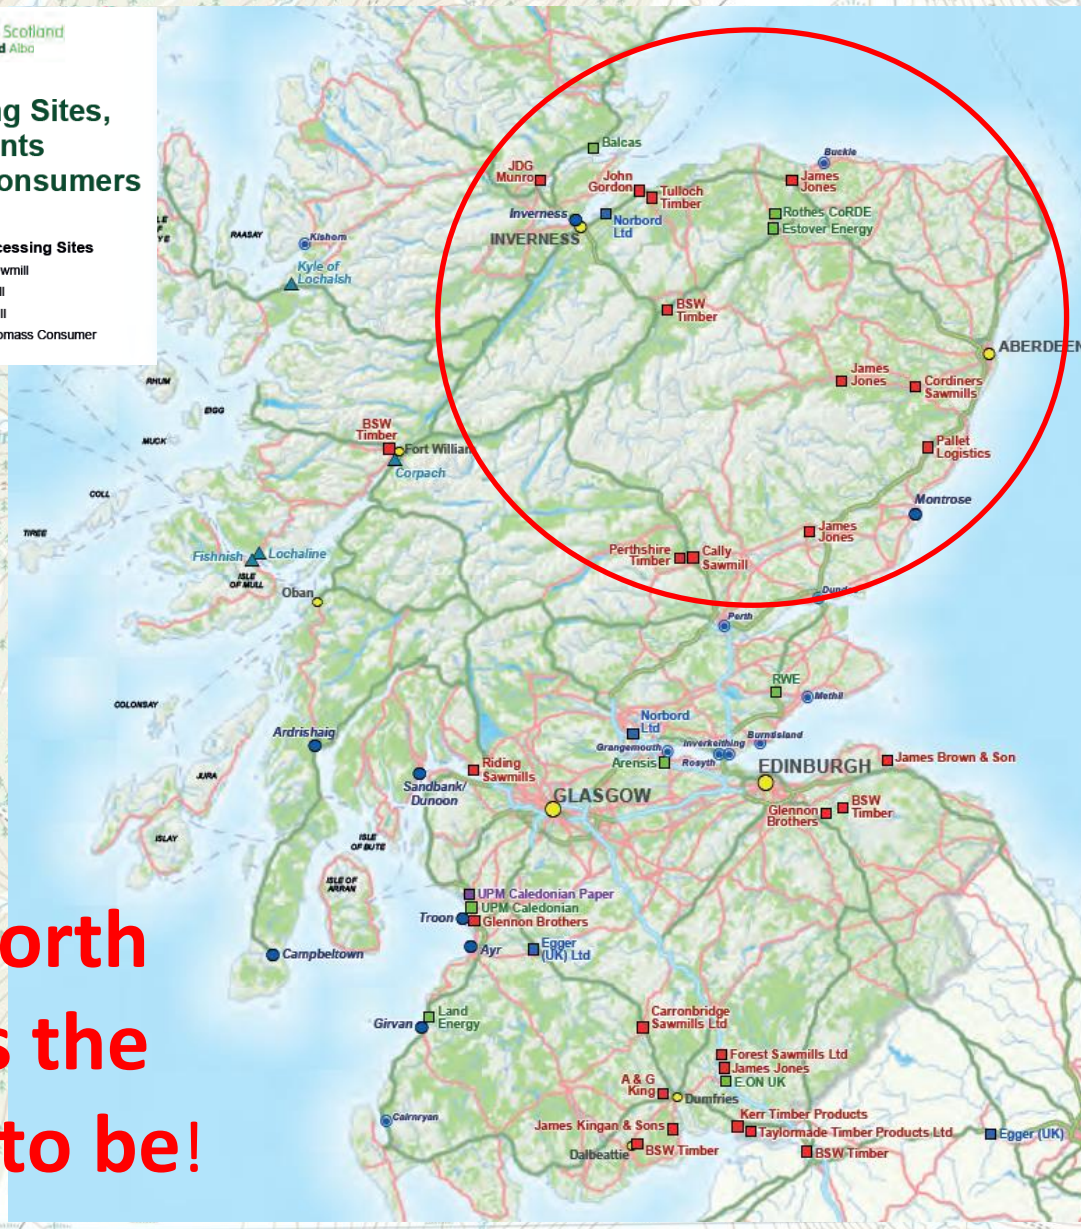 Scotland
d Alba
ng Sites,
nts
onsumers
cessing Sites
wmill
ll
ill
omass Consumer
Balcas
Buckie
JDG
Munro
John
Gordon
Tulloch
Timber
James
Jones
Inverness
Norbord
Ltd
Rothes CoRDE
Estover Energy
INVERNESS
RAASAY
Kishorn
Kyle of
Lochalsh
BSW
Timber
ABERDEEN
James
Jones
Cordiners
Sawmills
RHUM
EIGG
MUCK
BSW
Timber
Fort William
Corpach
Pallet
Logistics
COLL
Montrose
TIREE
James
Jones
Fishnish
Lochaline
ISLE
OF MULL
Perthshire
Timber
Cally
Sawmill
Oban
Dundee
Perth
RWE
Methil
COLONSAY
Norbord
Ltd
Ardrishaig
Grangemouth
Inverkeithing
Burntisland
Arensis
Rosyth
JURA
Riding
Sawmills
EDINBURGH
James Brown & Son
Sandbank/
Dunoon
GLASGOW
Glennon
Brothers
BSW
Timber
ISLAY
ISLE
OF BUTE
ISLE OF
ARRAN
UPM Caledonian Paper
UPM Caledonian
Troon
Glennon Brothers
orth
Campbeltown
Ayr
Egger
(UK) Ltd
Land
Energy
Girvan
Carronbridge
Sawmills Ltd
s the
Forest Sawmills Ltd
James Jones
E.ON UK
A & G
King
Dumfries
Cairnryan
Kerr Timber Products
James Kingan & Sons
Taylormade Timber Products Ltd
Egger (UK)
to be!
Dalbeattie
BSW Timber
BSW Timber